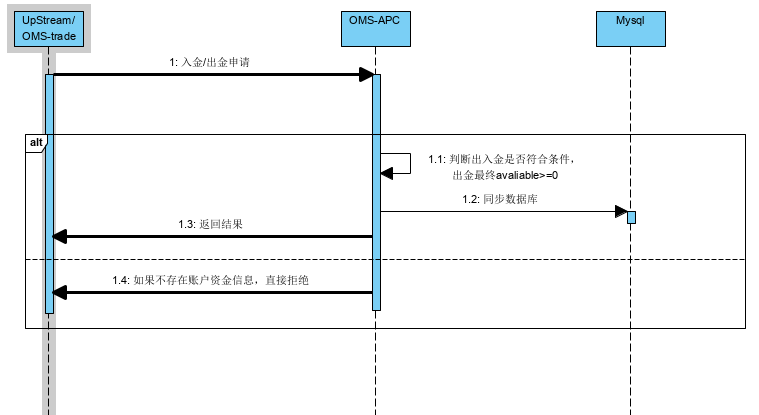 UpStream/
OMS-trade
OMS-APC
Mysql
1: 入金/出金申请
alt
1.1: 判断出入金是否符合条件，
出金最终avaliable>=0
1.2: 同步数据库
1.3: 返回结果
1.4: 如果不存在账户资金信息，直接拒绝